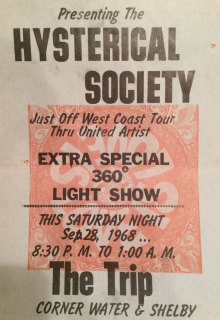 Presenting The
HYSTERICAL
SOCIETY
Just Off West Coast Tour
Thru United Artist
EXTRA SPECIAL
360°
LIGHT SHOW
THIS SATURDAY NIGHT
Sep 28, 1968 ...
8:30 P. M. TO 1:00 A. M.
The Trip
CORNER WATER & SHELBY